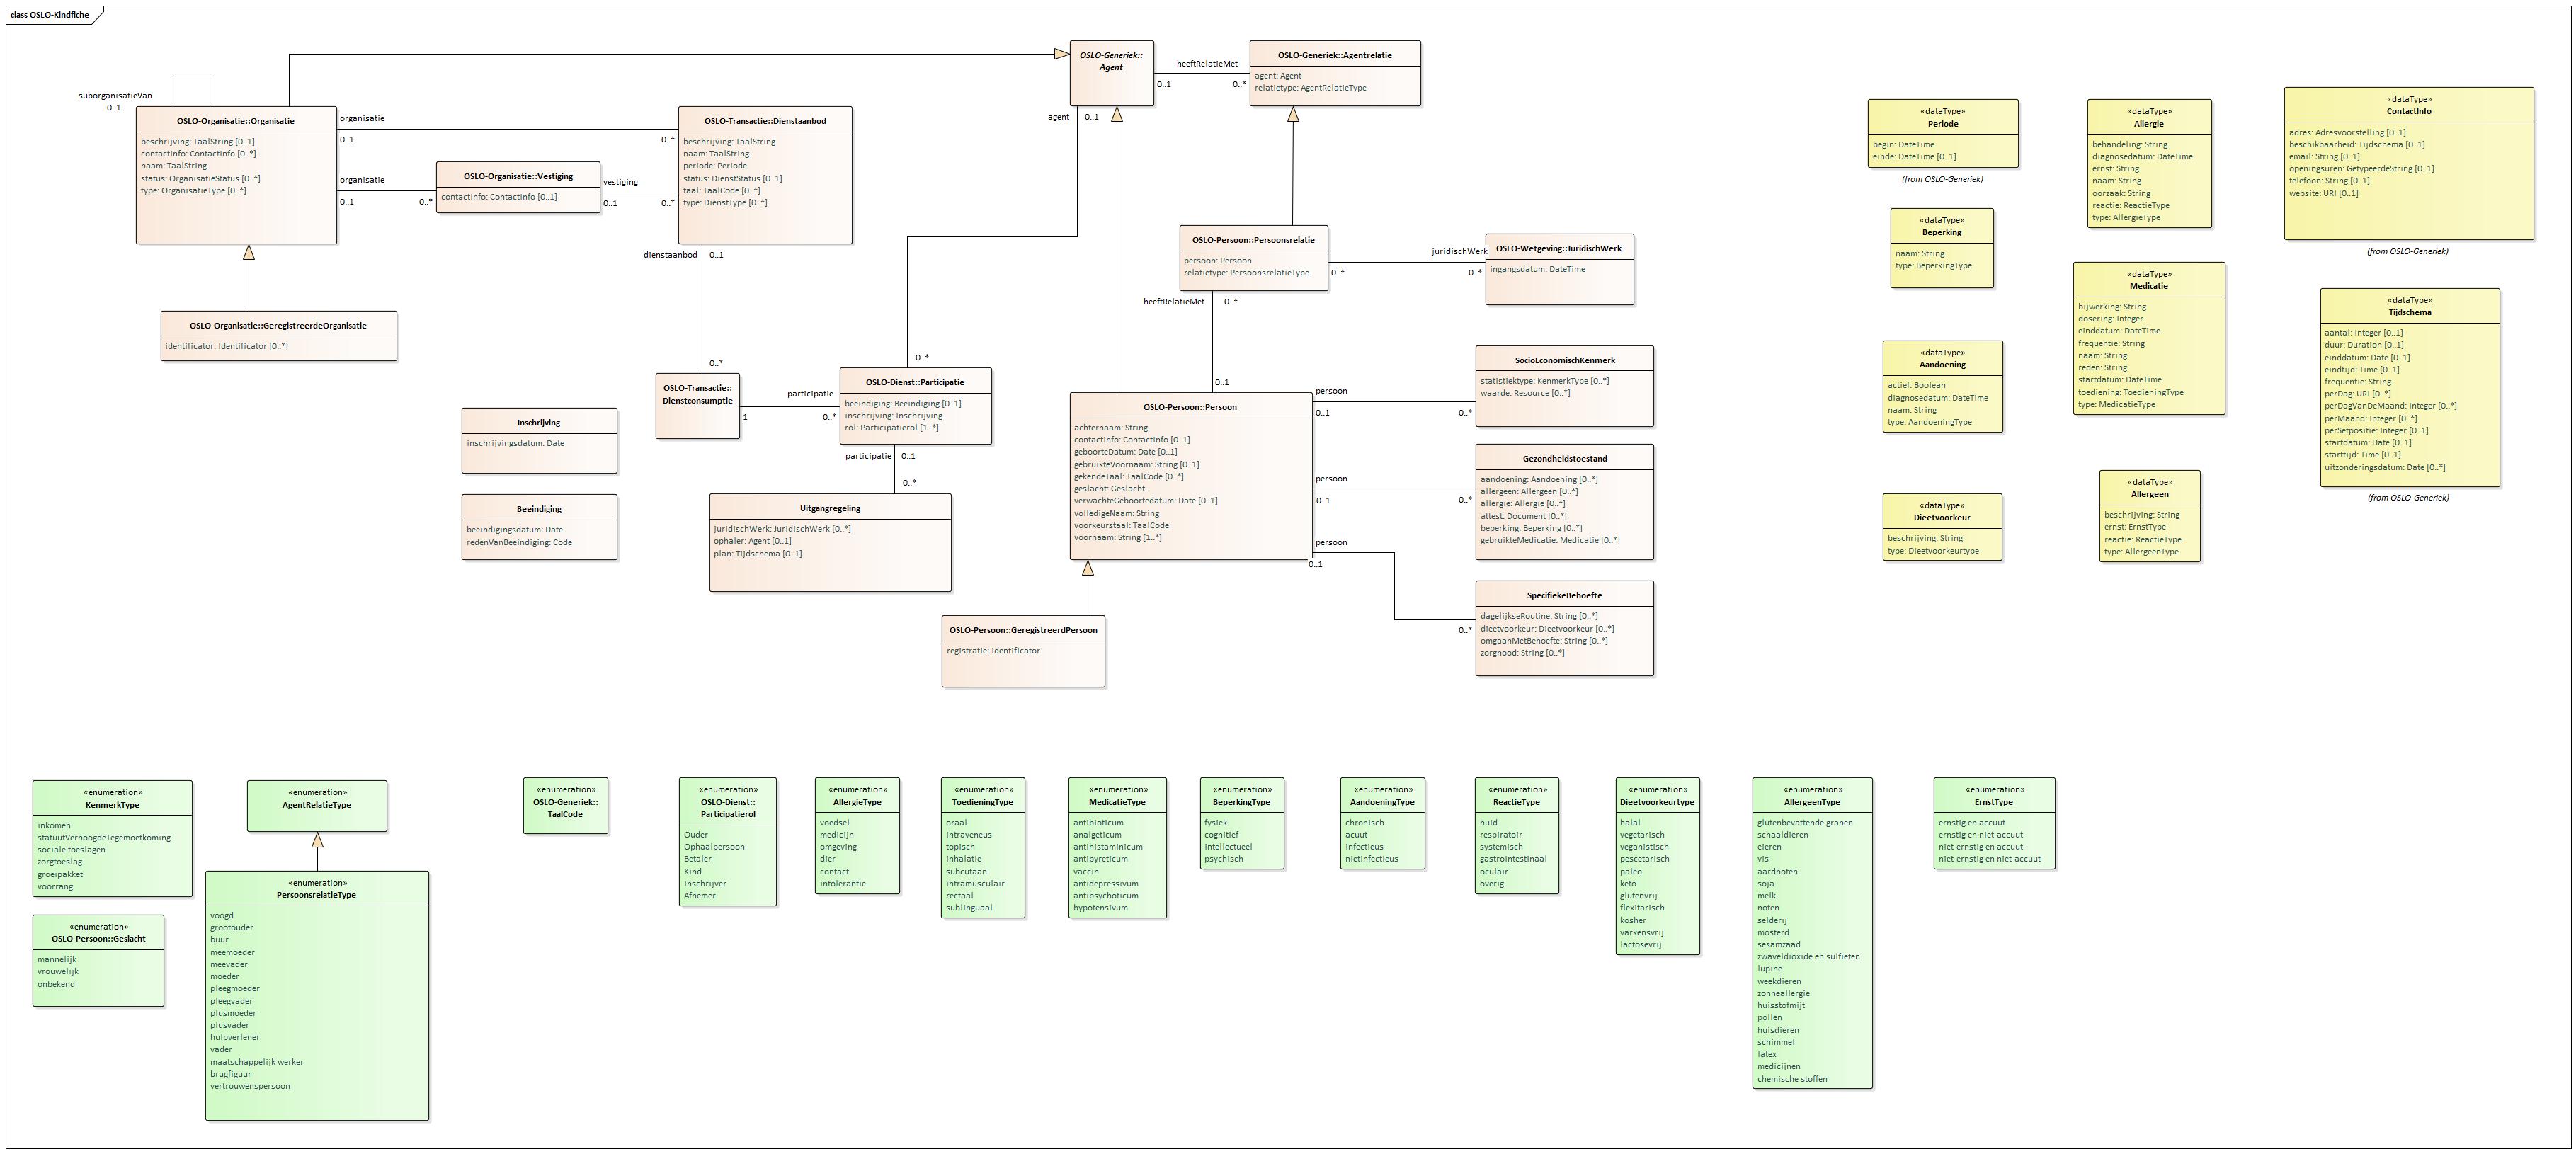 class OSLO-Kindfiche
suborganisatieVan
0..1
OSLO-Organisatie::Organisatie
beschrijving: TaalString [0..1]
contactinfo: ContactInfo [0..*]
naam: TaalString
status: OrganisatieStatus [0..*]
type: OrganisatieType [0..*]
organisatie
0..1
0..*
organisatie
0..1
0..*
OSLO-Organisatie::Vestiging
contactinfo: ContactInfo [0..1]
vestiging
0..1
0..*
OSLO-Transactie::Dienstaanbod
beschrijving: TaalString
naam: TaalString
periode: Periode
status: DienstStatus [0..1]
taal: TaalCode [0..*]
type: DienstType [0..*]
dienstaanbod
0..1
0..*
OSLO-Organisatie::GeregistreerdeOrganisatie
identificator: Identificator [0..*]
OSLO-Generiek::
Agent
heeftRelatieMet
0..1
0..*
OSLO-Generiek::Agentrelatie
agent: Agent
relatietype: AgentRelatieType
agent
0..1
0..*
OSLO-Persoon::Persoonsrelatie
persoon: Persoon
relatietype: PersoonsrelatieType
juridischWerk
0..*
0..*
OSLO-Wetgeving::JuridischWerk
ingangsdatum: DateTime
heeftRelatieMet
0..*
0..1
OSLO-Transactie::
Dienstconsumptie
participatie
1
0..*
OSLO-Dienst::Participatie
beeindiging: Beeindiging [0..1]
inschrijving: Inschrijving
rol: Participatierol [1..*]
participatie
0..1
0..*
Inschrijving
inschrijvingsdatum: Date
Beeindiging
beeindigingsdatum: Date
redenVanBeeindiging: Code
Uitgangregeling
juridischWerk: JuridischWerk [0..*]
ophaler: Agent [0..1]
plan: Tijdschema [0..1]
OSLO-Persoon::Persoon
achternaam: String
contactinfo: ContactInfo [0..1]
geboorteDatum: Date [0..1]
gebruikteVoornaam: String [0..1]
gekendeTaal: TaalCode [0..*]
geslacht: Geslacht
verwachteGeboortedatum: Date [0..1]
volledigeNaam: String
voorkeurstaal: TaalCode
voornaam: String [1..*]
persoon
0..1
0..*
SocioEconomischKenmerk
statistiektype: KenmerkType [0..*]
waarde: Resource [0..*]
persoon
0..1
0..*
Gezondheidstoestand
aandoening: Aandoening [0..*]
allergeen: Allergeen [0..*]
allergie: Allergie [0..*]
attest: Document [0..*]
beperking: Beperking [0..*]
gebruikteMedicatie: Medicatie [0..*]
persoon
0..1
0..*
SpecifiekeBehoefte
dagelijkseRoutine: String [0..*]
dieetvoorkeur: Dieetvoorkeur [0..*]
omgaanMetBehoefte: String [0..*]
zorgnood: String [0..*]
OSLO-Persoon::GeregistreerdPersoon
registratie: Identificator
«dataType»
Periode
begin: DateTime
einde: DateTime [0..1]
(from OSLO-Generiek)
«dataType»
Beperking
naam: String
type: BeperkingType
«dataType»
Aandoening
actief: Boolean
diagnosedatum: DateTime
naam: String
type: AandoeningType
«dataType»
Dieetvoorkeur
beschrijving: String
type: Dieetvoorkeurtype
«dataType»
Allergie
behandeling: String
diagnosedatum: DateTime
ernst: String
naam: String
oorzaak: String
reactie: ReactieType
type: AllergieType
«dataType»
Medicatie
bijwerking: String
dosering: Integer
einddatum: DateTime
frequentie: String
naam: String
reden: String
startdatum: DateTime
toediening: ToedieningType
type: MedicatieType
«dataType»
Allergeen
beschrijving: String
ernst: ErnstType
reactie: ReactieType
type: AllergeenType
«dataType»
ContactInfo
adres: Adresvoorstelling [0..1]
beschikbaarheid: Tijdschema [0..1]
email: String [0..1]
openingsuren: GetypeerdeString [0..1]
telefoon: String [0..1]
website: URI [0..1]
(from OSLO-Generiek)
«dataType»
Tijdschema
aantal: Integer [0..1]
duur: Duration [0..1]
einddatum: Date [0..1]
eindtijd: Time [0..1]
frequentie: String
perDag: URI [0..*]
perDagVanDeMaand: Integer [0..*]
perMaand: Integer [0..*]
perSetpositie: Integer [0..1]
startdatum: Date [0..1]
starttijd: Time [0..1]
uitzonderingsdatum: Date [0..*]
(from OSLO-Generiek)
«enumeration»
KenmerkType
inkomen
statuutVerhoogdeTegemoetkoming
sociale toeslagen
zorgtoeslag
groeipakket
voorrang
«enumeration»
OSLO-Persoon::Geslacht
mannelijk
vrouwelijk
onbekend
«enumeration»
AgentRelatieType
«enumeration»
PersoonsrelatieType
voogd
grootouder
buur
meemoeder
meevader
moeder
pleegmoeder
pleegvader
plusmoeder
plusvader
hulpverlener
vader
maatschappelijk werker
brugfiguur
vertrouwenspersoon
«enumeration»
OSLO-Generiek::
TaalCode
«enumeration»
OSLO-Dienst::
Participatierol
Ouder
Ophaalpersoon
Betaler
Kind
Inschrijver
Afnemer
«enumeration»
AllergieType
voedsel
medicijn
omgeving
dier
contact
intolerantie
«enumeration»
ToedieningType
oraal
intraveneus
topisch
inhalatie
subcutaan
intramusculair
rectaal
sublinguaal
«enumeration»
MedicatieType
antibioticum
analgeticum
antihistaminicum
antipyreticum
vaccin
antidepressivum
antipsychoticum
hypotensivum
«enumeration»
BeperkingType
fysiek
cognitief
intellectueel
psychisch
«enumeration»
AandoeningType
chronisch
acuut
infectieus
nietinfectieus
«enumeration»
ReactieType
huid
respiratoir
systemisch
gastroIntestinaal
oculair
overig
«enumeration»
Dieetvoorkeurtype
halal
vegetarisch
veganistisch
pescetarisch
paleo
keto
glutenvrij
flexitarisch
kosher
varkensvrij
lactosevrij
«enumeration»
AllergeenType
glutenbevattende granen
schaaldieren
eieren
vis
aardnoten
soja
melk
noten
selderij
mosterd
sesamzaad
zwaveldioxide en sulfieten
lupine
weekdieren
zonneallergie
huisstofmijt
pollen
huisdieren
schimmel
latex
medicijnen
chemische stoffen
«enumeration»
ErnstType
ernstig en accuut
ernstig en niet-accuut
niet-ernstig en accuut
niet-ernstig en niet-accuut